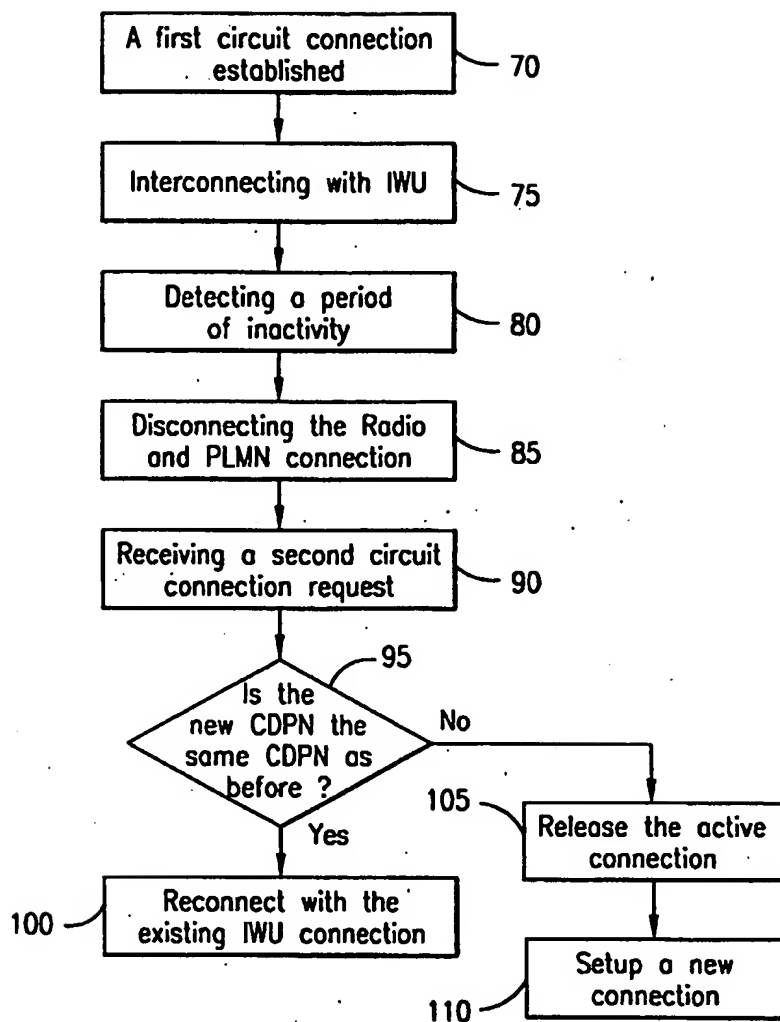 A first circuit connection
established
70
Interconnecting with IWU
75
Detecting a period
of inactivity
80
Disconnecting the Radio
and PLMN connection
85
Receiving a second circuit
connection request
90
95
Is the
new CDPN the
same CDPN as
before ?
No
Yes
105
Release the active
connection
100
Reconnect with the
existing IWU connection
110
Setup a new
connection